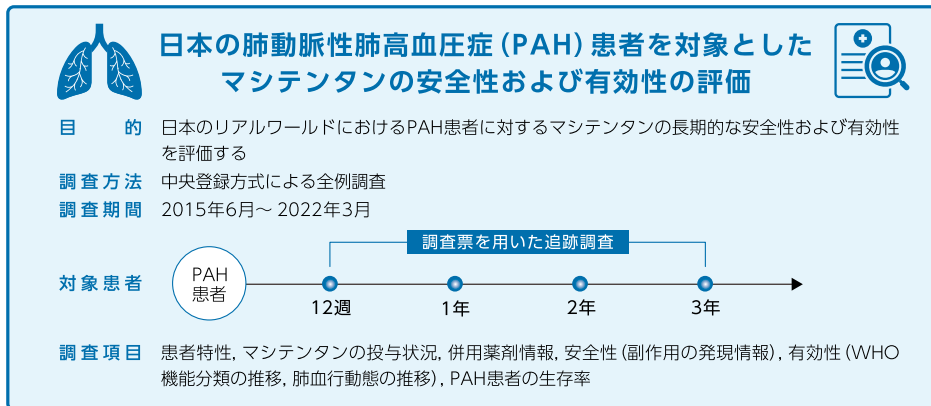 日本の肺動脈性肺高血圧症(PAH)患者を対象とした
マシテンタンの安全性および有効性の評価
目的 日本のリアルワールドにおけるPAH患者に対するマシテンタンの長期的な安全性および有効性
を評価する
調査方法 中央登録方式による全例調査
調査期間 2015年6月～2022年3月
調査票を用いた追跡調査
対象患者
PAH
患者
12週 1年 2年 3年
調査項目 患者特性, マシテンタンの投与状況, 併用薬剤情報, 安全性(副作用の発現情報), 有効性(WHO
機能分類の推移, 肺血行動態の推移), PAH患者の生存率